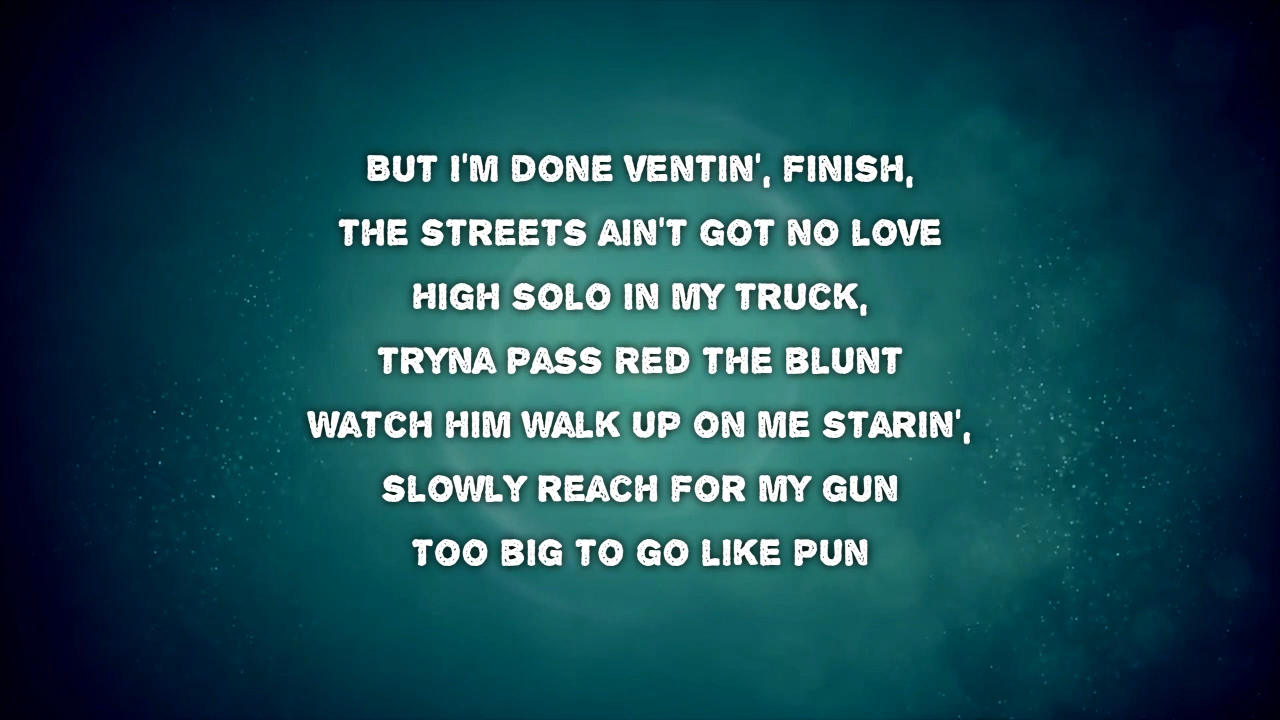 BUT I'M DONE VENTIN', FINISH,
THE STREETS AIN'T GOT NO LOVE
HIGH SOLO IN MY TRUCK,
TRYNA PASS RED THE BLUNT
WATCH HIM WALK UP ON ME STARIN',
SLOWLY REACH FOR MY GUN
TOO BIG TO GO LIKE PUN